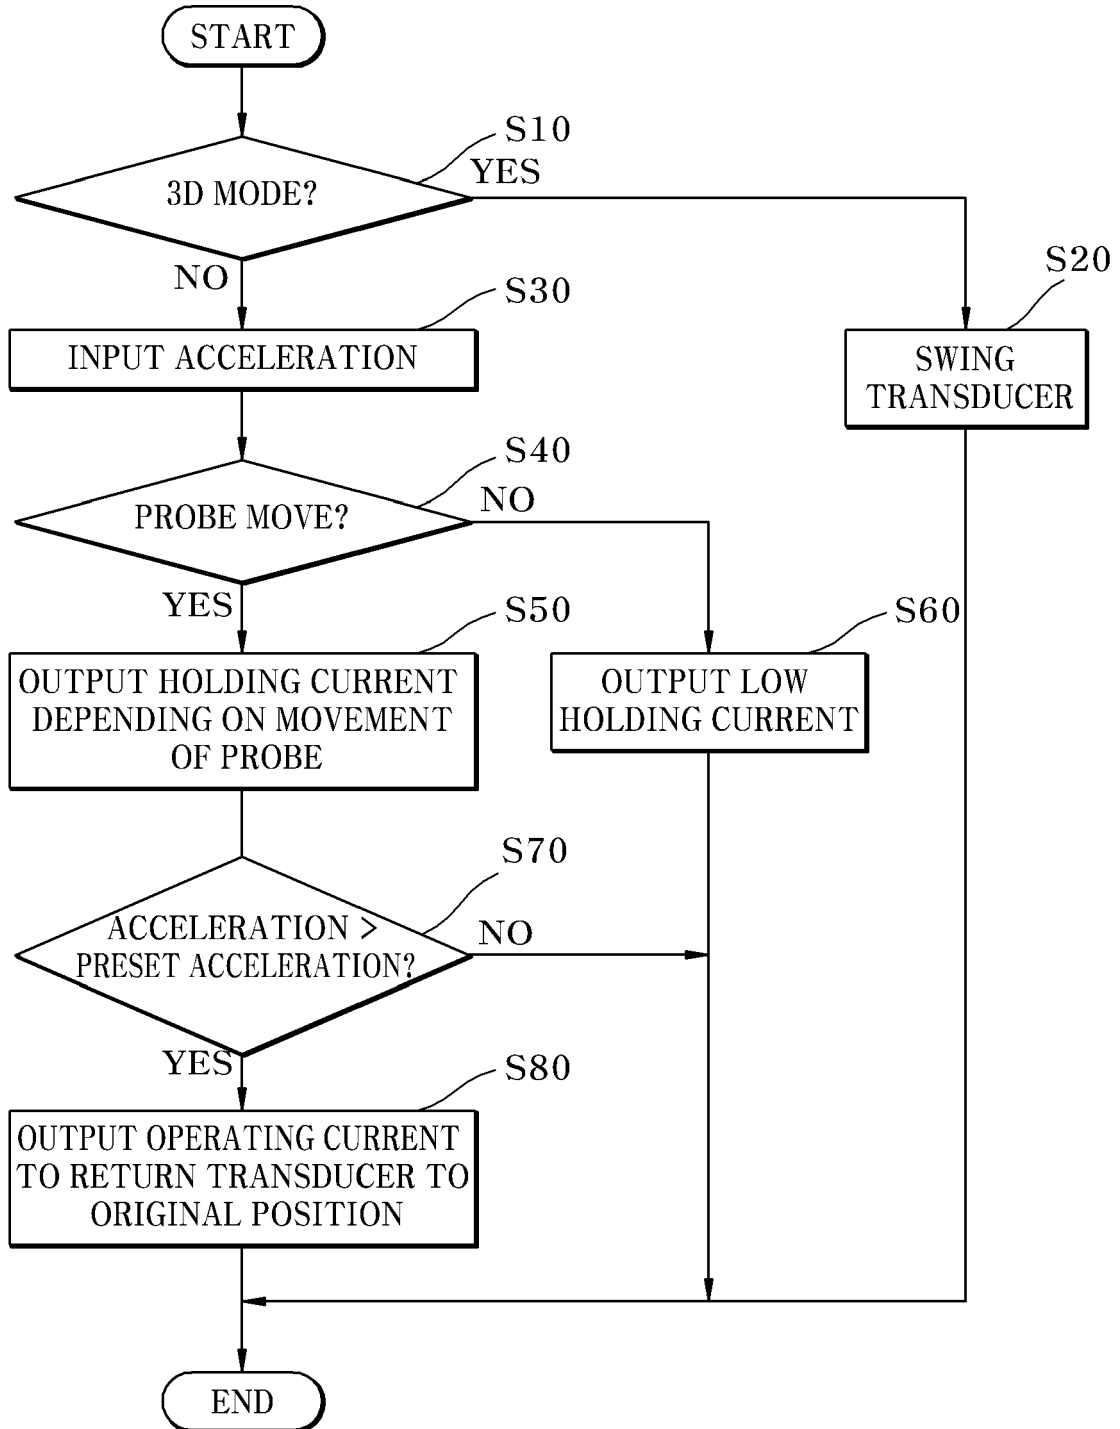 START
S10
3D MODE?
YES
NO
S20
S30
INPUT ACCELERATION
SWING
TRANSDUCER
S40
PROBE MOVE?
NO
YES
S50
S60
OUTPUT HOLDING CURRENT
DEPENDING ON MOVEMENT
OF PROBE
OUTPUT LOW
HOLDING CURRENT
S70
ACCELERATION >
PRESET ACCELERATION?
NO
YES
S80
OUTPUT OPERATING CURRENT
TO RETURN TRANSDUCER TO
ORIGINAL POSITION
END